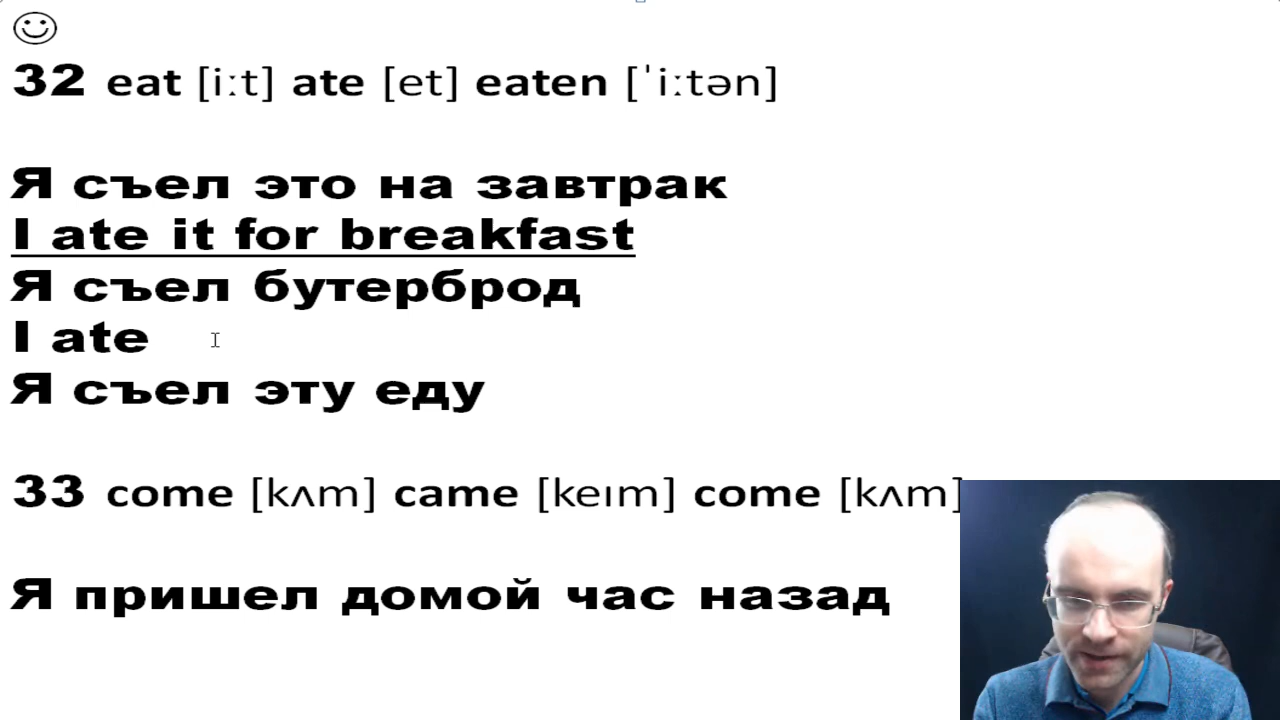 32 eat [iːt] ate [et] eaten [ˈiːtən]
Я съел это на завтрак
I ate it for breakfast
Я съел бутерброд
I ate
Я съел эту еду
33 come [kʌm] came [keɪm] come [kʌm]
Я пришел домой час назад